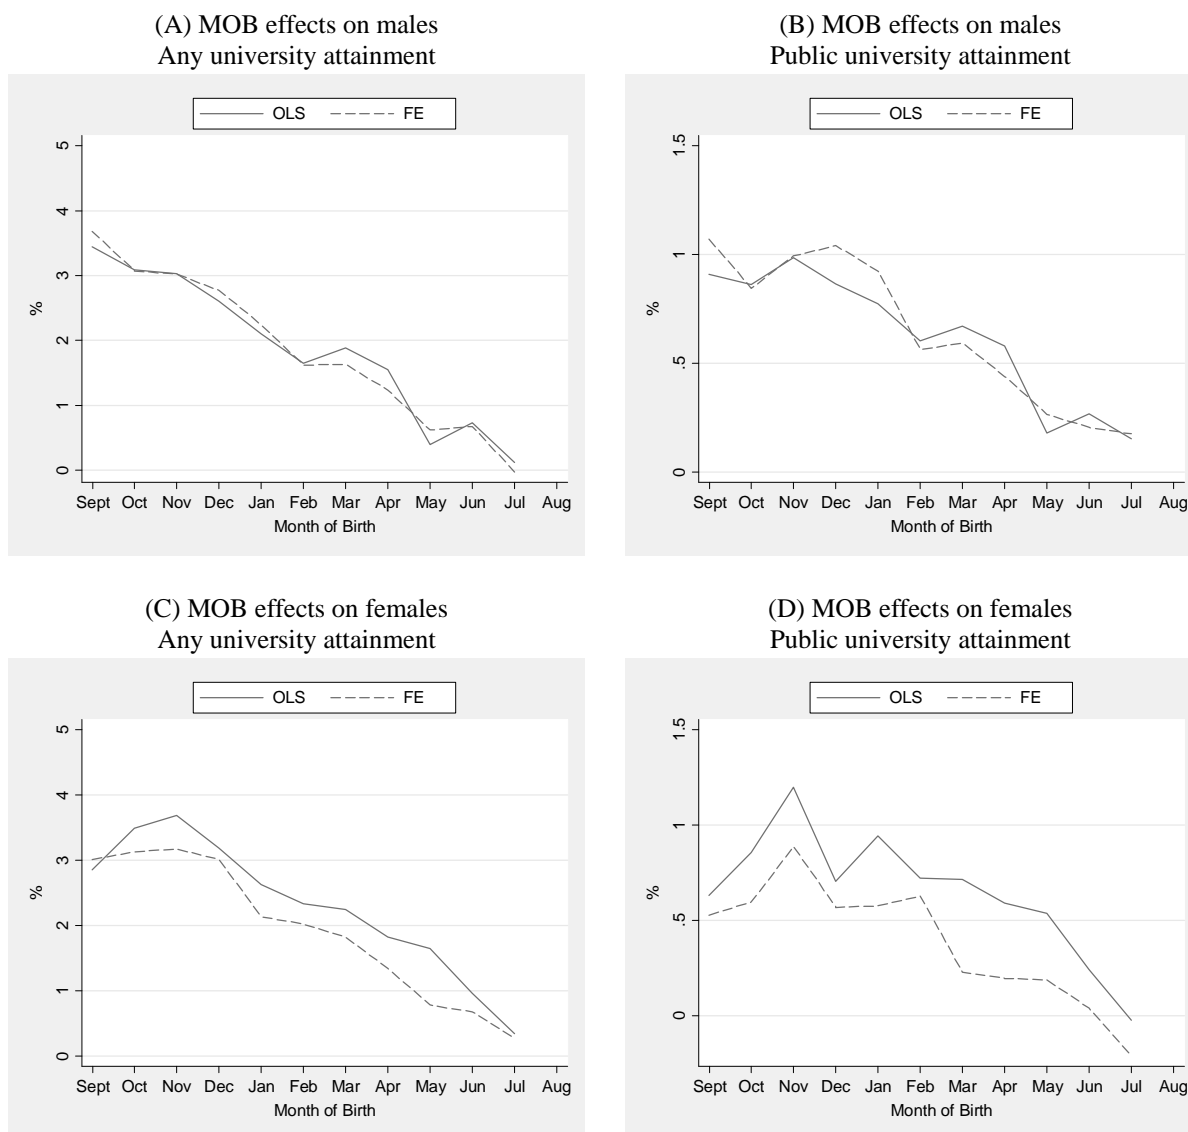 (A) MOB effects on males
Any university attainment
OLS FE
5
4
3
2
1
0
%
Sept Oct Nov Dec Jan Feb Mar Apr May Jun Jul Aug
Month of Birth
(B) MOB effects on males
Public university attainment
OLS FE
1.5
1
.5
0
%
Sept Oct Nov Dec Jan Feb Mar Apr May Jun Jul Aug
Month of Birth
(C) MOB effects on females
Any university attainment
OLS FE
5
4
3
2
1
0
%
Sept Oct Nov Dec Jan Feb Mar Apr May Jun Jul Aug
Month of Birth
(D) MOB effects on females
Public university attainment
OLS FE
1.5
1
.5
0
%
Sept Oct Nov Dec Jan Feb Mar Apr May Jun Jul Aug
Month of Birth